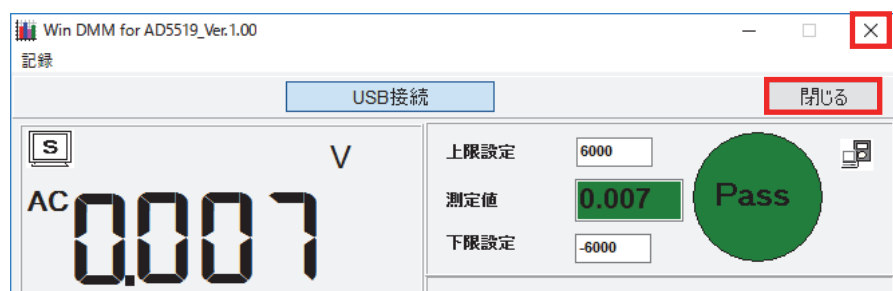 Win DMM for AD5519_Ver.1.00
記録
USB接続
閉じる
S
V
AC
0.007
上限設定
6000
測定値
0.007
下限設定
-6000
Pass